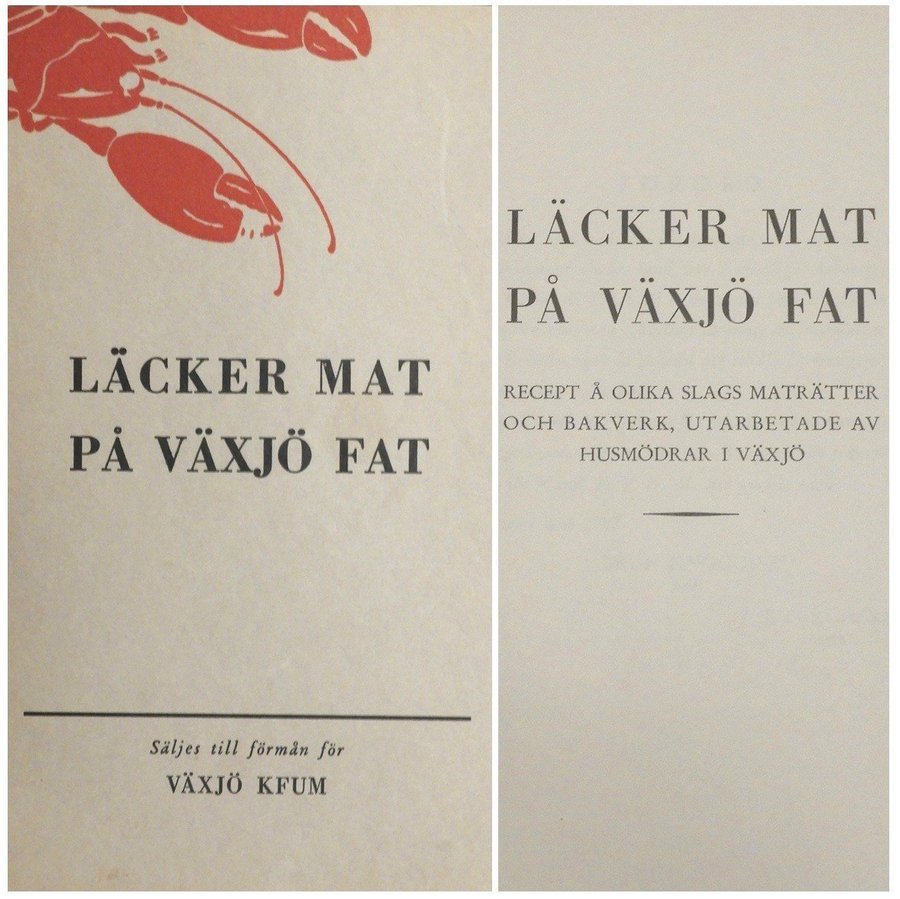 LÄCKER MAT
PÅ VÄXJÖ FAT
Säljes till förmån för
VÄXJÖ KFUM
LÄCKER MAT
PÅ VÄXJÖ FAT
RECEPT Å OLIKA SLAGS MATRÄTTER
OCH BAKVERK, UTARBETADE AV
HUSMÖDRAR I VÄXJÖ